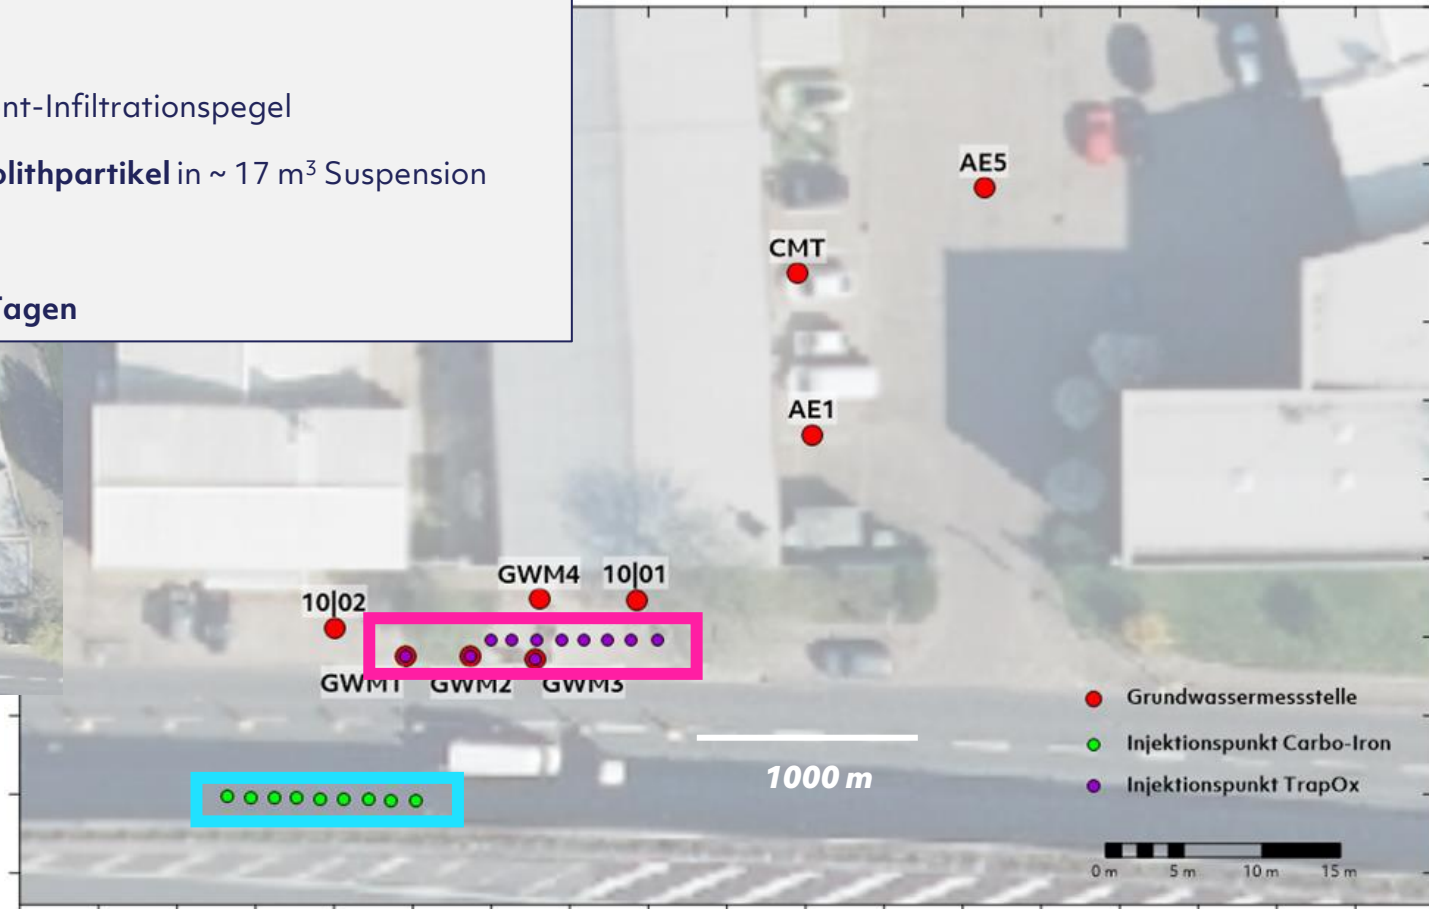 nt-Infiltrationspegel
olithpartikel in ~ 17 m³ Suspension
Tagen
AE5
CMT
AE1
GWM4 10|01
10|02
GWM1 GWM2 GWM3
Grundwassermessstelle
Injektionspunkt Carbo-Iron
1000 m
Injektionspunkt TrapOx
0 m 5 m 10 m 15 m